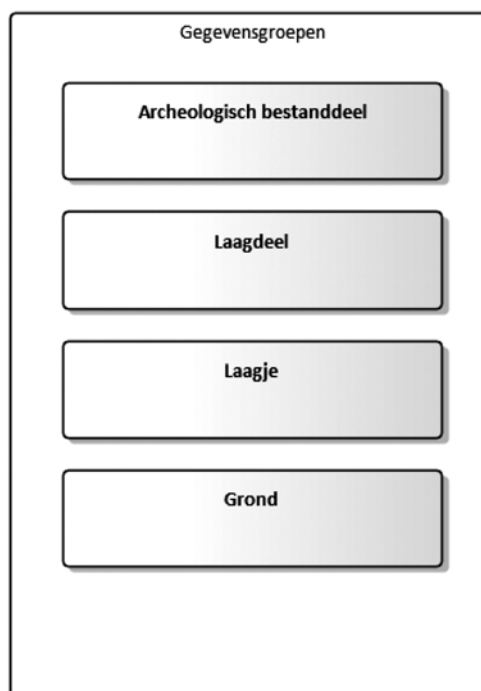 Gegevensgroepen
Archeologisch bestanddeel
Laagdeel
Laagje
Grond